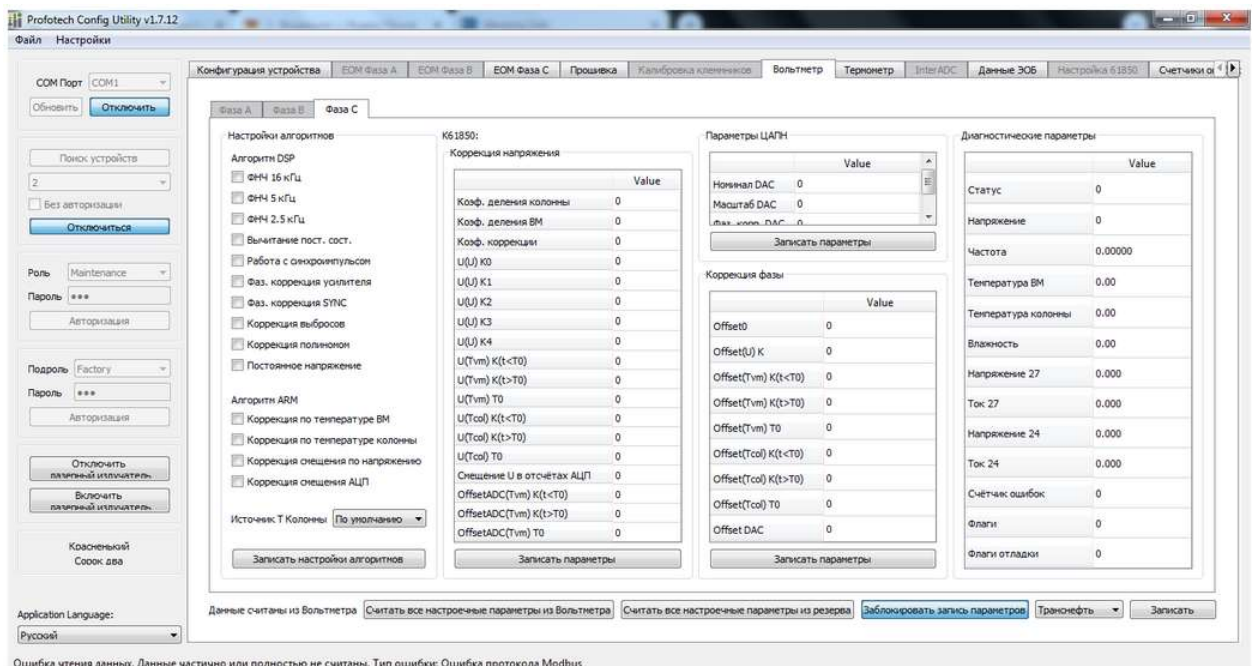 Profotech Config Utility v1.7.12
Файл Настройки
COM Порт COM1
Обновить Отключить
Поиск устройств
2
Без авторизации
Отключиться
Роль Maintenance
Пароль ●●●
Авторизация
Подроль Factory
Пароль ●●●
Авторизация
Отключить
лазерный излучатель
Включить
лазерный излучатель
Красненький
Сорок два
Application Language:
Русский
Конфигурация устройства EOM Фаза A EOM Фаза B EOM Фаза C Прошивка Калибровка клеммников Вольтметр Термометр InterADC Данные ЭОБ Настройка 61850 Счетчики
Фаза A Фаза B Фаза C
Настройки алгоритмов
Алгоритм DSP
ФНЧ 16 кГц
ФНЧ 5 кГц
ФНЧ 2.5 кГц
Вычитание пост. сост.
Работа с синхроимпульсом
Фаз. коррекция усилителя
Фаз. коррекция SYNC
Коррекция выбросов
Коррекция полиномом
Постоянное напряжение
Алгоритм ARM
Коррекция по температуре ВМ
Коррекция по температуре колонны
Коррекция смещения по напряжению
Коррекция смещения АЦП
Источник T Колонны По умолчанию
Записать настройки алгоритмов
K61850:
Коррекция напряжения
Value
Коэф. деления колонны 0
Коэф. деления ВМ 0
Коэф. коррекции 0
U(U) K0 0
U(U) K1 0
U(U) K2 0
U(U) K3 0
U(U) K4 0
U(Tvm) K(t<T0) 0
U(Tvm) K(t>T0) 0
U(Tvm) T0 0
U(Tcol) K(t<T0) 0
U(Tcol) K(t>T0) 0
U(Tcol) T0 0
Смещение U в отсчётах АЦП 0
OffsetADC(Tvm) K(t<T0) 0
OffsetADC(Tvm) K(t>T0) 0
OffsetADC(Tvm) T0 0
Записать параметры
Параметры ЦАПН
Value
Номинал DAC 0
Масштаб DAC 0
Фаз. корр. DAC 0
Записать параметры
Коррекция фазы
Value
Offset0 0
Offset(U) K 0
Offset(Tvm) K(t<T0) 0
Offset(Tvm) K(t>T0) 0
Offset(Tvm) T0 0
Offset(Tcol) K(t<T0) 0
Offset(Tcol) K(t>T0) 0
Offset(Tcol) T0 0
Offset DAC 0
Записать параметры
Диагностические параметры
Value
Статус 0
Напряжение 0
Частота 0.00000
Температура ВМ 0.00
Температура колонны 0.00
Влажность 0.00
Напряжение 27 0.000
Ток 27 0.000
Напряжение 24 0.000
Ток 24 0.000
Счётчик ошибок 0
Флаги 0
Флаги отладки 0
Данные считаны из Вольтметра Считать все настроечные параметры из Вольтметра Считать все настроечные параметры из резерва Заблокировать запись параметров Транснефть Записать
Ошибка чтения данных. Данные частично или полностью не считаны. Тип ошибки: Ошибка протокола Modbus